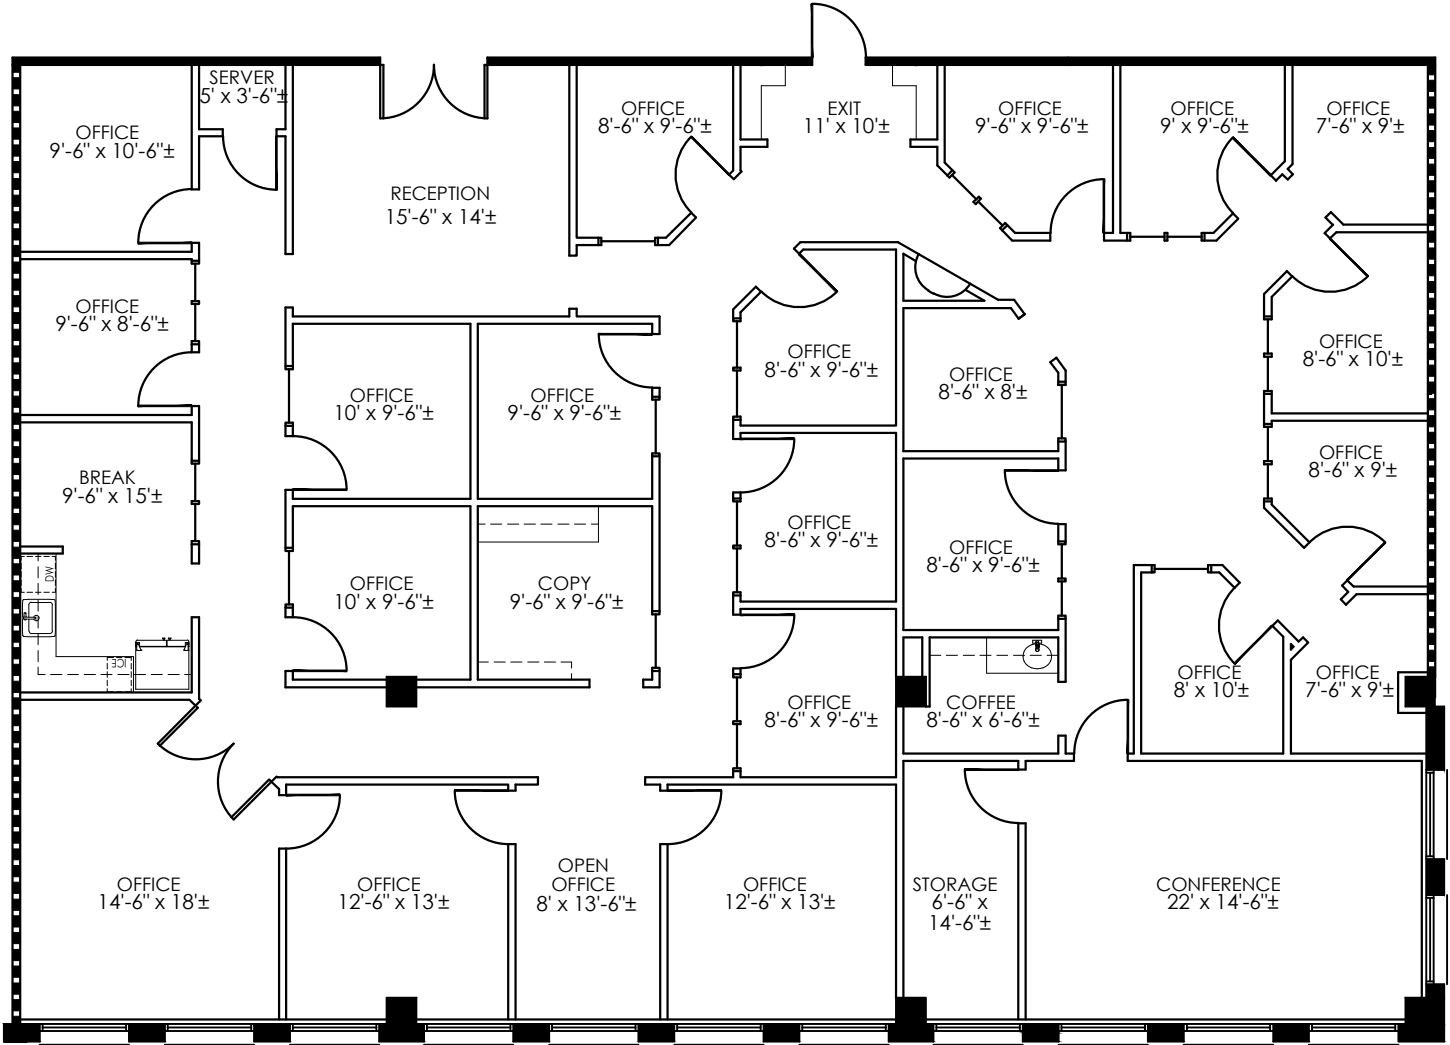 SERVER
5' x 3'-6"±
OFFICE
9'-6" x 10'-6"±
RECEPTION
15'-6" x 14'±
OFFICE
8'-6" x 9'-6"±
EXIT
11' x 10'±
OFFICE
9'-6" x 9'-6"±
OFFICE
9' x 9'-6"±
OFFICE
7'-6" x 9'±
OFFICE
9'-6" x 8'-6"±
OFFICE
10' x 9'-6"±
OFFICE
9'-6" x 9'-6"±
OFFICE
8'-6" x 9'-6"±
OFFICE
8'-6" x 8'±
OFFICE
8'-6" x 10'±
BREAK
9'-6" x 15'±
OFFICE
8'-6" x 9'-6"±
OFFICE
8'-6" x 9'±
DW
OFFICE
10' x 9'-6"±
COPY
9'-6" x 9'-6"±
OFFICE
8'-6" x 9'-6"±
ICE
OFFICE
8'-6" x 9'-6"±
COFFEE
8'-6" x 6'-6"±
OFFICE
8' x 10'±
OFFICE
7'-6" x 9'±
OFFICE
14'-6" x 18'±
OFFICE
12'-6" x 13'±
OPEN
OFFICE
8' x 13'-6"±
OFFICE
12'-6" x 13'±
STORAGE
6'-6" x
14'-6"±
CONFERENCE
22' x 14'-6"±